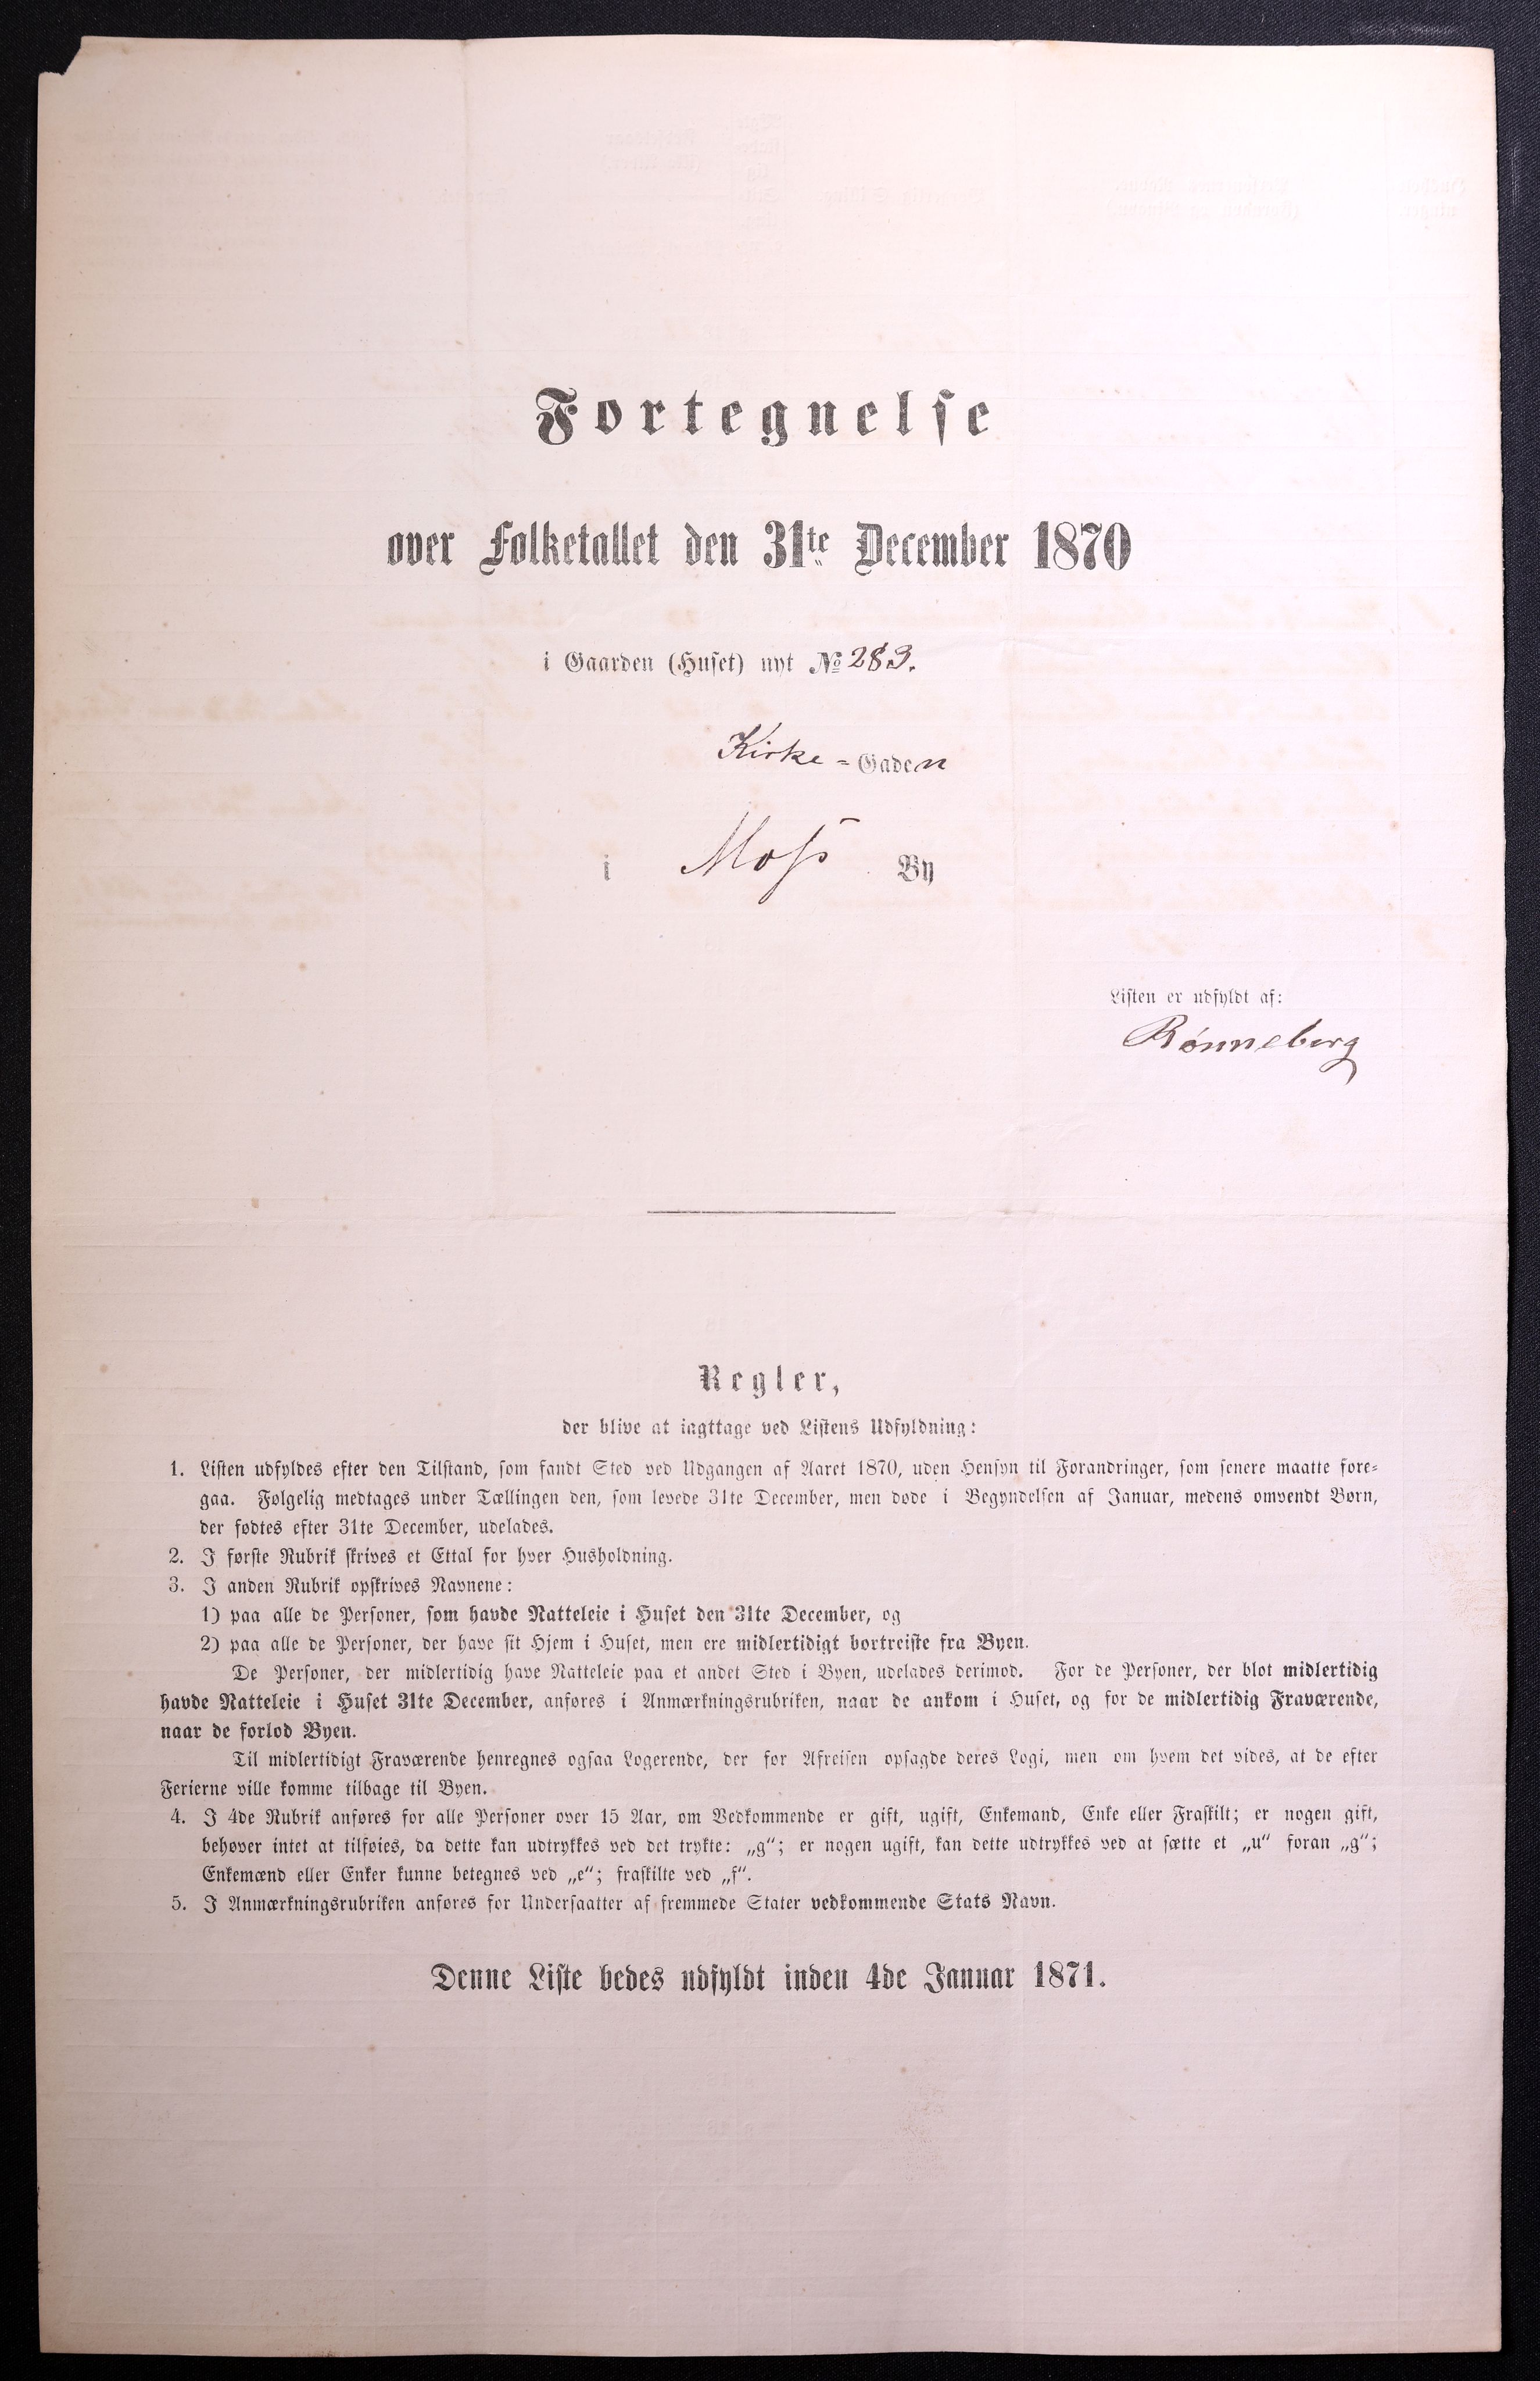 Fortegnelse
over Folketallet den 31te December 1870
i Gaarden (Huset) nyt № 283.
Kirke-Gaden
i Moss By
Listen er udfyldt af:
Rønneberg
Regler,
der blive at iagttage ved Listens Udfyldning:
1. Listen udfyldes efter den Tilstand, som fandt Sted ved Udgangen af Aaret 1870, uden Hensyn til Forandringer, som senere maatte fore-
gaa. Følgelig medtages under Tællingen den, som levede 31te December, men døde i Begyndelsen af Januar, medens omvendt Børn,
der fødtes efter 31te December, udelades.
2. I første Rubrik skrives et Ettal for hver Husholdning.
3. I anden Rubrik opskrives Navnene:
1) paa alle de Personer, som havde Natteleie i Huset den 31te December, og
2) paa alle de Personer, der have sit Hjem i Huset, men ere midlertidigt bortreiste fra Byen.
De Personer, der midlertidig have Natteleie paa et andet Sted i Byen, udelades derimod. For de Personer, der blot midlertidig
havde Natteleie i Huset 31te December, anføres i Anmærkningsrubriken, naar de ankom i Huset, og for de midlertidig Fraværende,
naar de forlod Byen.
Til midlertidigt Fraværende henregnes ogsaa Logerende, der for Afreisen opsagde deres Logi, men om hvem det vides, at de efter
Ferierne ville komme tilbage til Byen.
4. I 4de Rubrik anføres for alle Personer over 15 Aar, om Vedkommende er gift, ugift, Enkemand, Enke eller Fraskilt; er nogen gift,
behøver intet at tilføies, da dette kan udtrykkes ved det trykte: „g“; er nogen ugift, kan dette udtrykkes ved at sætte et „u“ foran „g“;
Enkemænd eller Enker kunne betegnes ved „e“; fraskilte ved „f“.
5. I Anmærkningsrubriken anføres for Undersaatter af fremmede Stater vedkommende Stats Navn.
Denne Liste bedes udfyldt inden 4de Januar 1871.